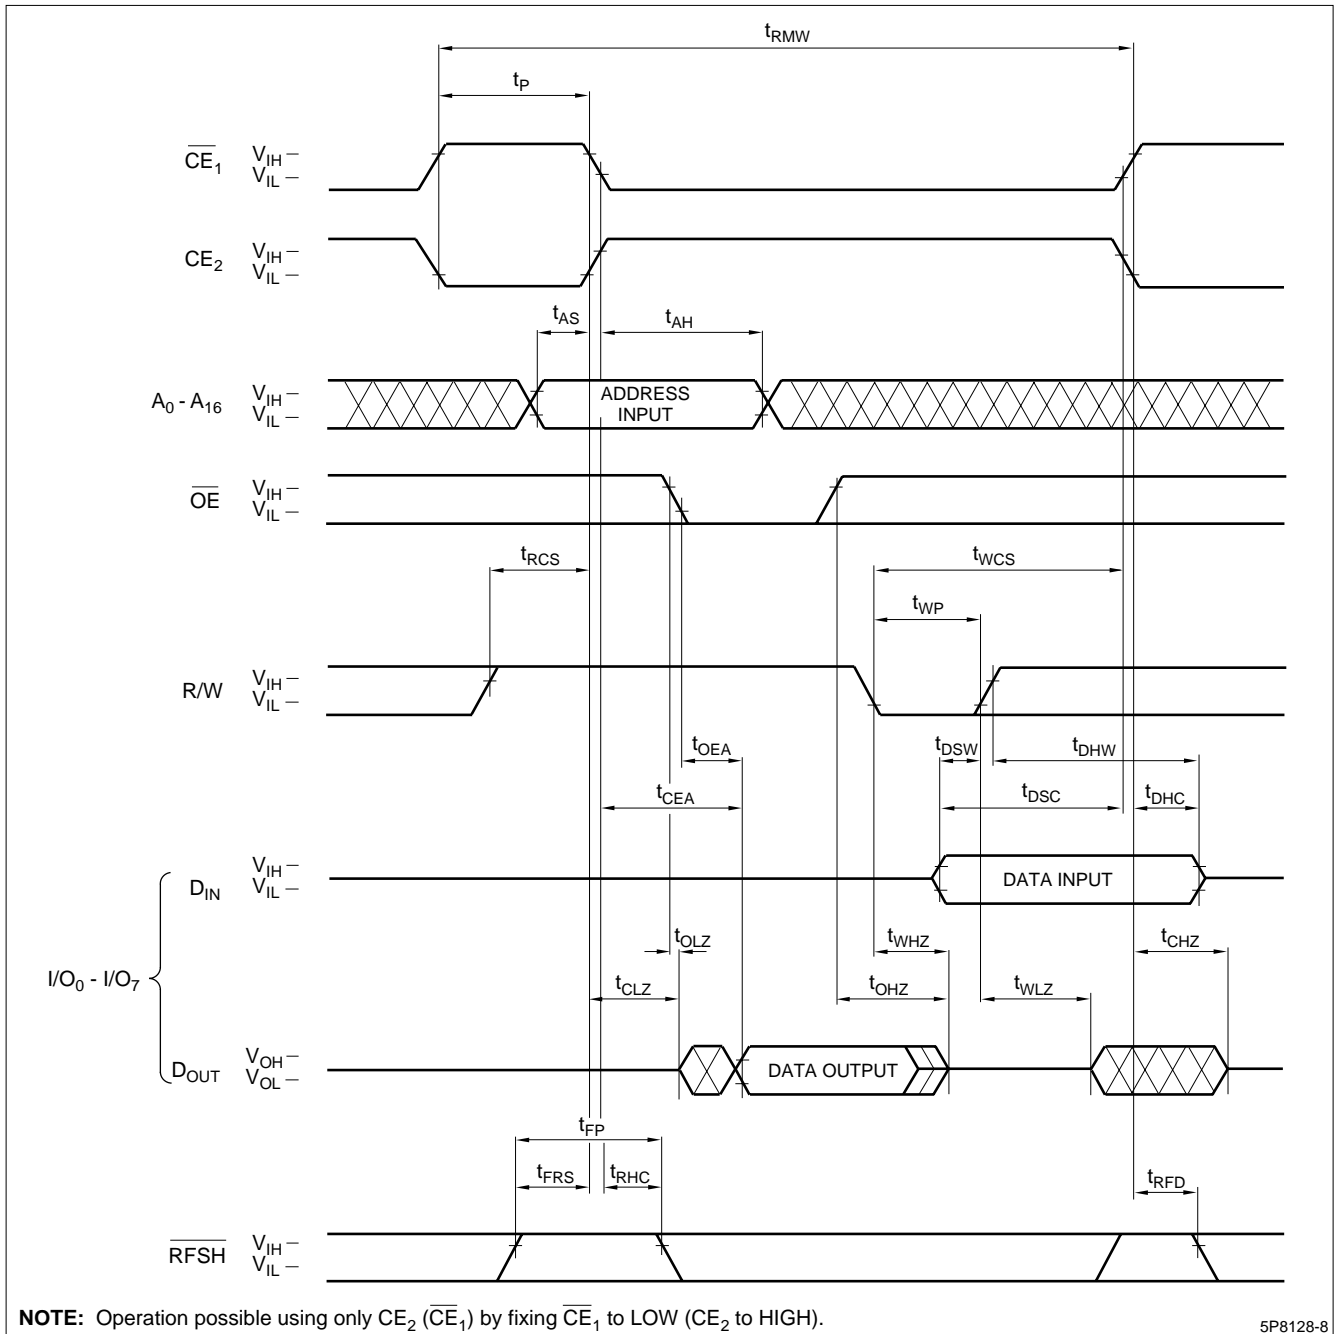 tRMW
tP
CE1 VIH
VIL
CE2 VIH
VIL
tAS tAH
A0 - A16 VIH
VIL
ADDRESS
INPUT
OE VIH
VIL
tRCS tWCS
tWP
R/W VIH
VIL
tOEA tDSW tDHW
tCEA tDSC tDHC
DIN VIH
VIL
DATA INPUT
tOLZ tWHZ tCHZ
I/O0 - I/O7
tCLZ tOHZ tWLZ
DOUT VOH
VOL
DATA OUTPUT
tFP
tFRS tRHC tRFD
RFSH VIH
VIL
NOTE: Operation possible using only CE2 (CE1) by fixing CE1 to LOW (CE2 to HIGH).
5P8128-8